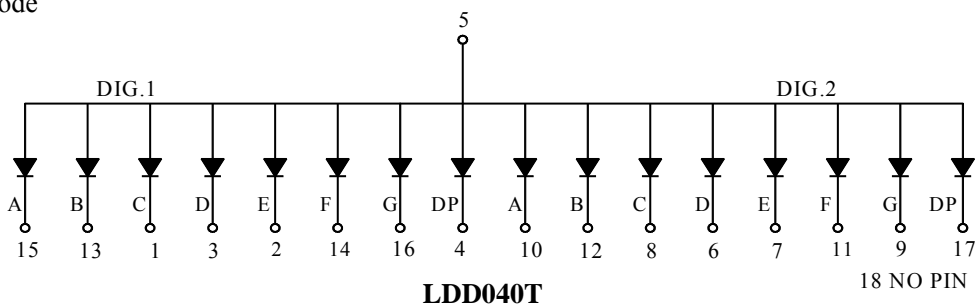 5
DIG.1 DIG.2
A B C D E F G DP A B C D E F G DP
15 13 1 3 2 14 16 4 10 12 8 6 7 11 9 17
18 NO PIN
LDD040T